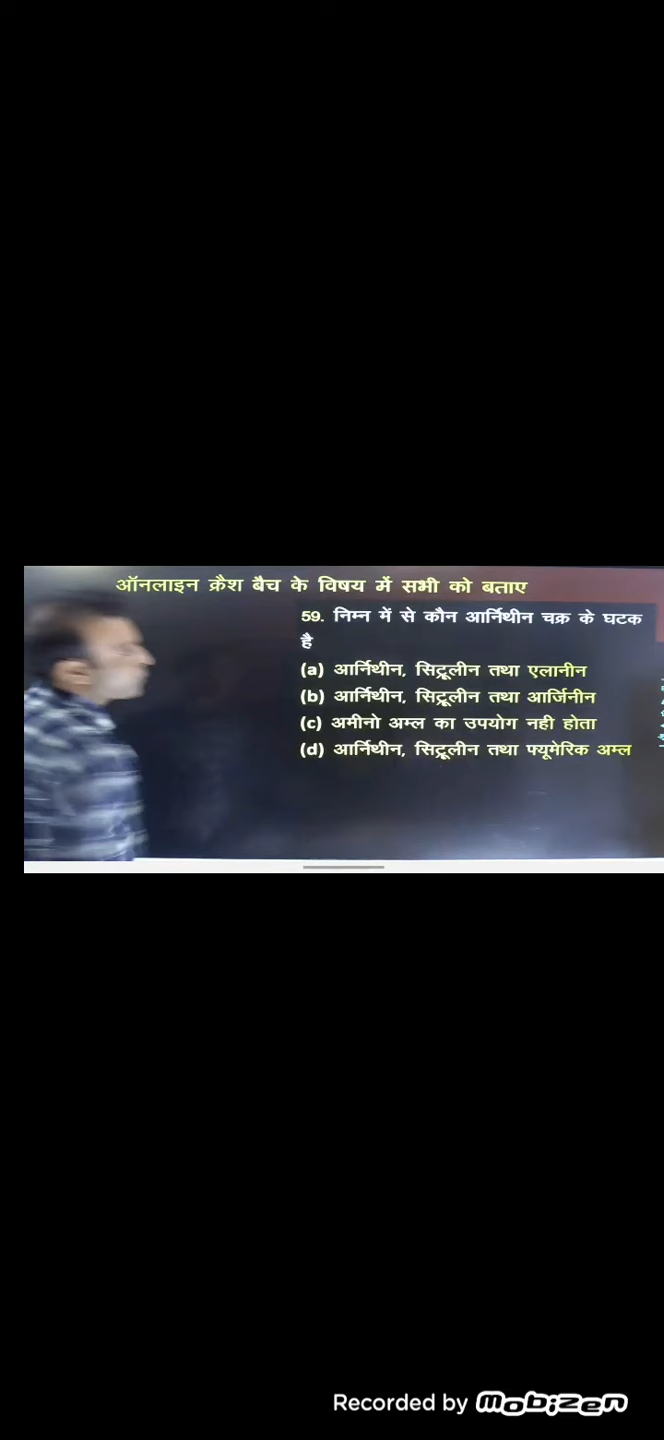 ऑनलाइन क्रैश बैच के विषय में सभी को बताए
59. निम्न में से कौन आर्निथीन चक्र के घटक
है
(a) आर्निथीन, सिट्रूलीन तथा एलानीन
(b) आर्निथीन, सिट्रूलीन तथा आर्जिनीन
(c) अमीनो अम्ल का उपयोग नही होता
(d) आर्निथीन, सिट्रूलीन तथा फ्यूमेरिक अम्ल
Recorded by Mobizen